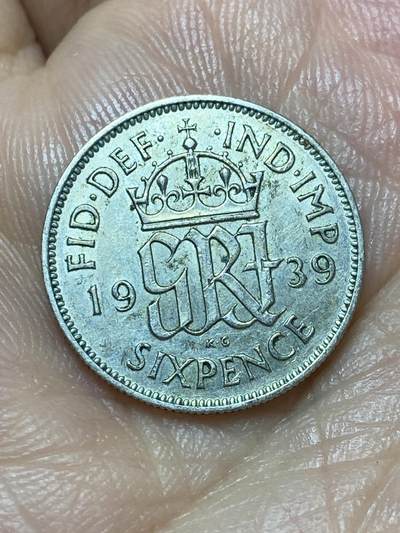 FID·DEF· ·IND·IMP
19 GRI 39
KG
SIXPENCE